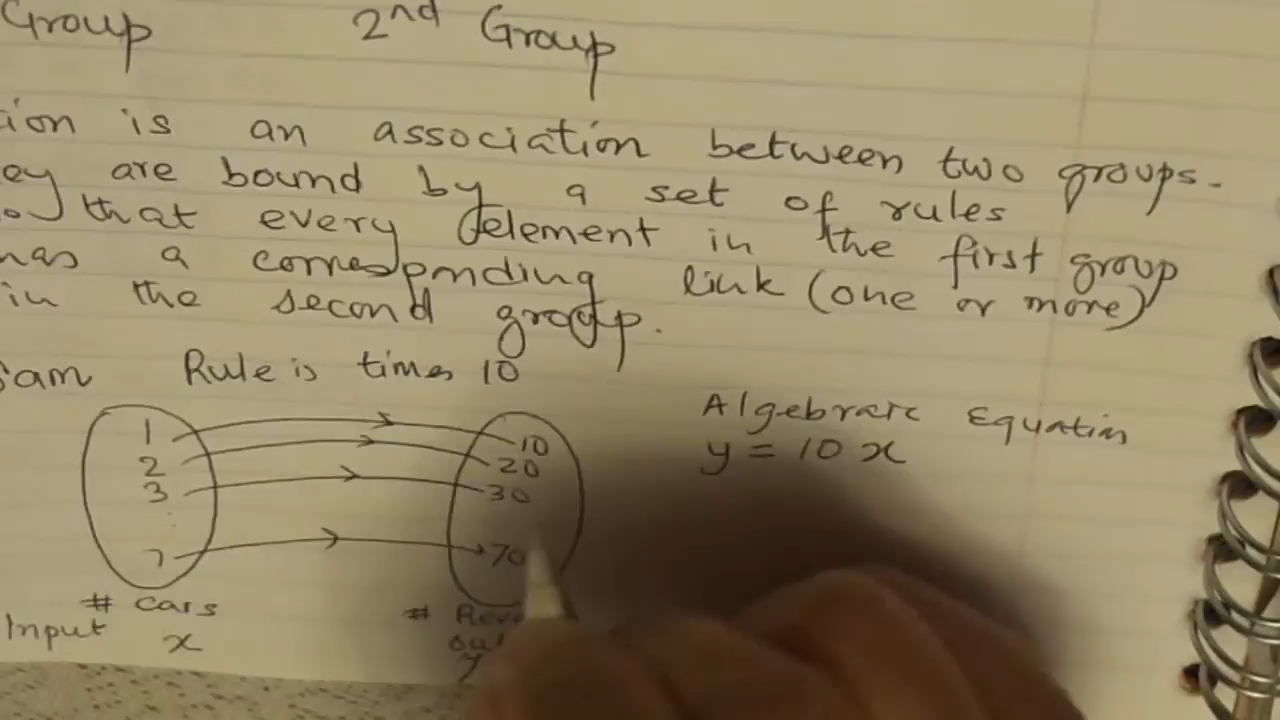 Group 2nd Group
ion is an association between two groups.
ey are bound by a set of rules
so that every element in the first group
has a correspnding link (one or more)
in the second group.
Rule is times 10
Algebraic Equation
y = 10 x
1 10
2 20
3 30
7 70
# cars #
Input
x y